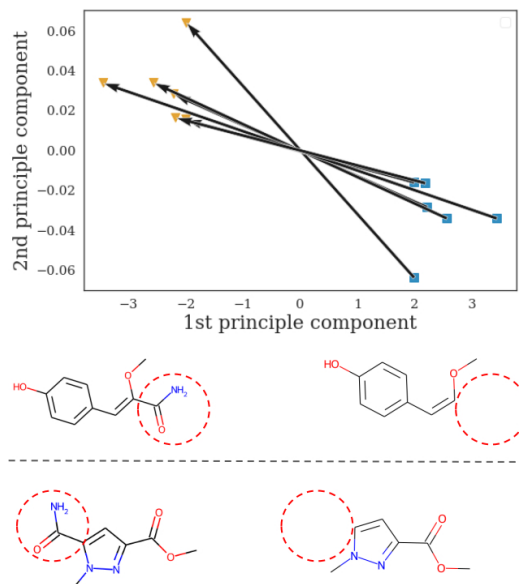 0.06
0.04
0.02
0.00
−0.02
−0.04
−0.06
2nd principle component
−3 −2 −1 0 1 2 3
1st principle component
HO O NH₂ O
HO O
NH₂ O N N O O
N N O O